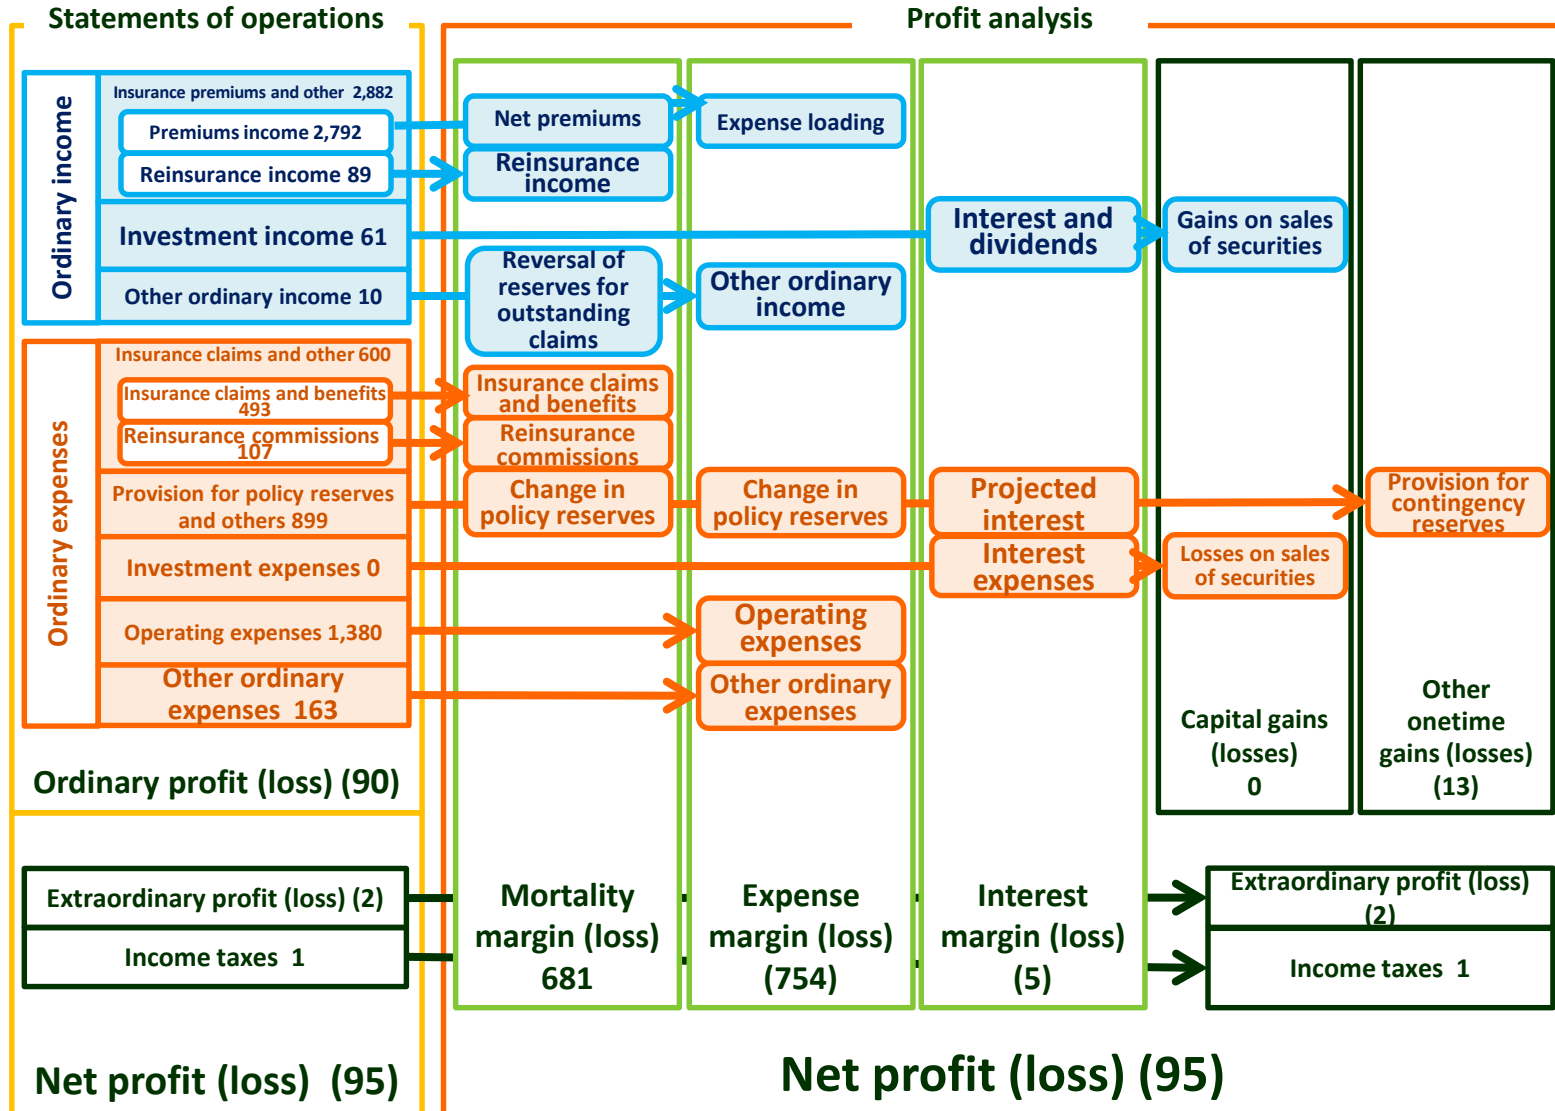 Statements of operations
Profit analysis
Ordinary income
Insurance premiums and other 2,882
Premiums income 2,792
Reinsurance income 89
Investment income 61
Other ordinary income 10
Net premiums
Expense loading
Reinsurance
income
Interest and
dividends
Gains on sales
of securities
Reversal of
reserves for
outstanding
claims
Other ordinary
income
Ordinary expenses
Insurance claims and other 600
Insurance claims and benefits
493
Reinsurance commissions
107
Provision for policy reserves
and others 899
Investment expenses 0
Operating expenses 1,380
Other ordinary
expenses 163
Insurance claims
and benefits
Reinsurance
commissions
Change in
policy reserves
Change in
policy reserves
Projected
interest
Provision for
contingency
reserves
Interest
expenses
Losses on sales
of securities
Operating
expenses
Other ordinary
expenses
Capital gains
(losses)
0
Other
onetime
gains (losses)
(13)
Ordinary profit (loss) (90)
Extraordinary profit (loss) (2)
Income taxes 1
Mortality
margin (loss)
681
Expense
margin (loss)
(754)
Interest
margin (loss)
(5)
Extraordinary profit (loss)
(2)
Income taxes 1
Net profit (loss) (95)
Net profit (loss) (95)